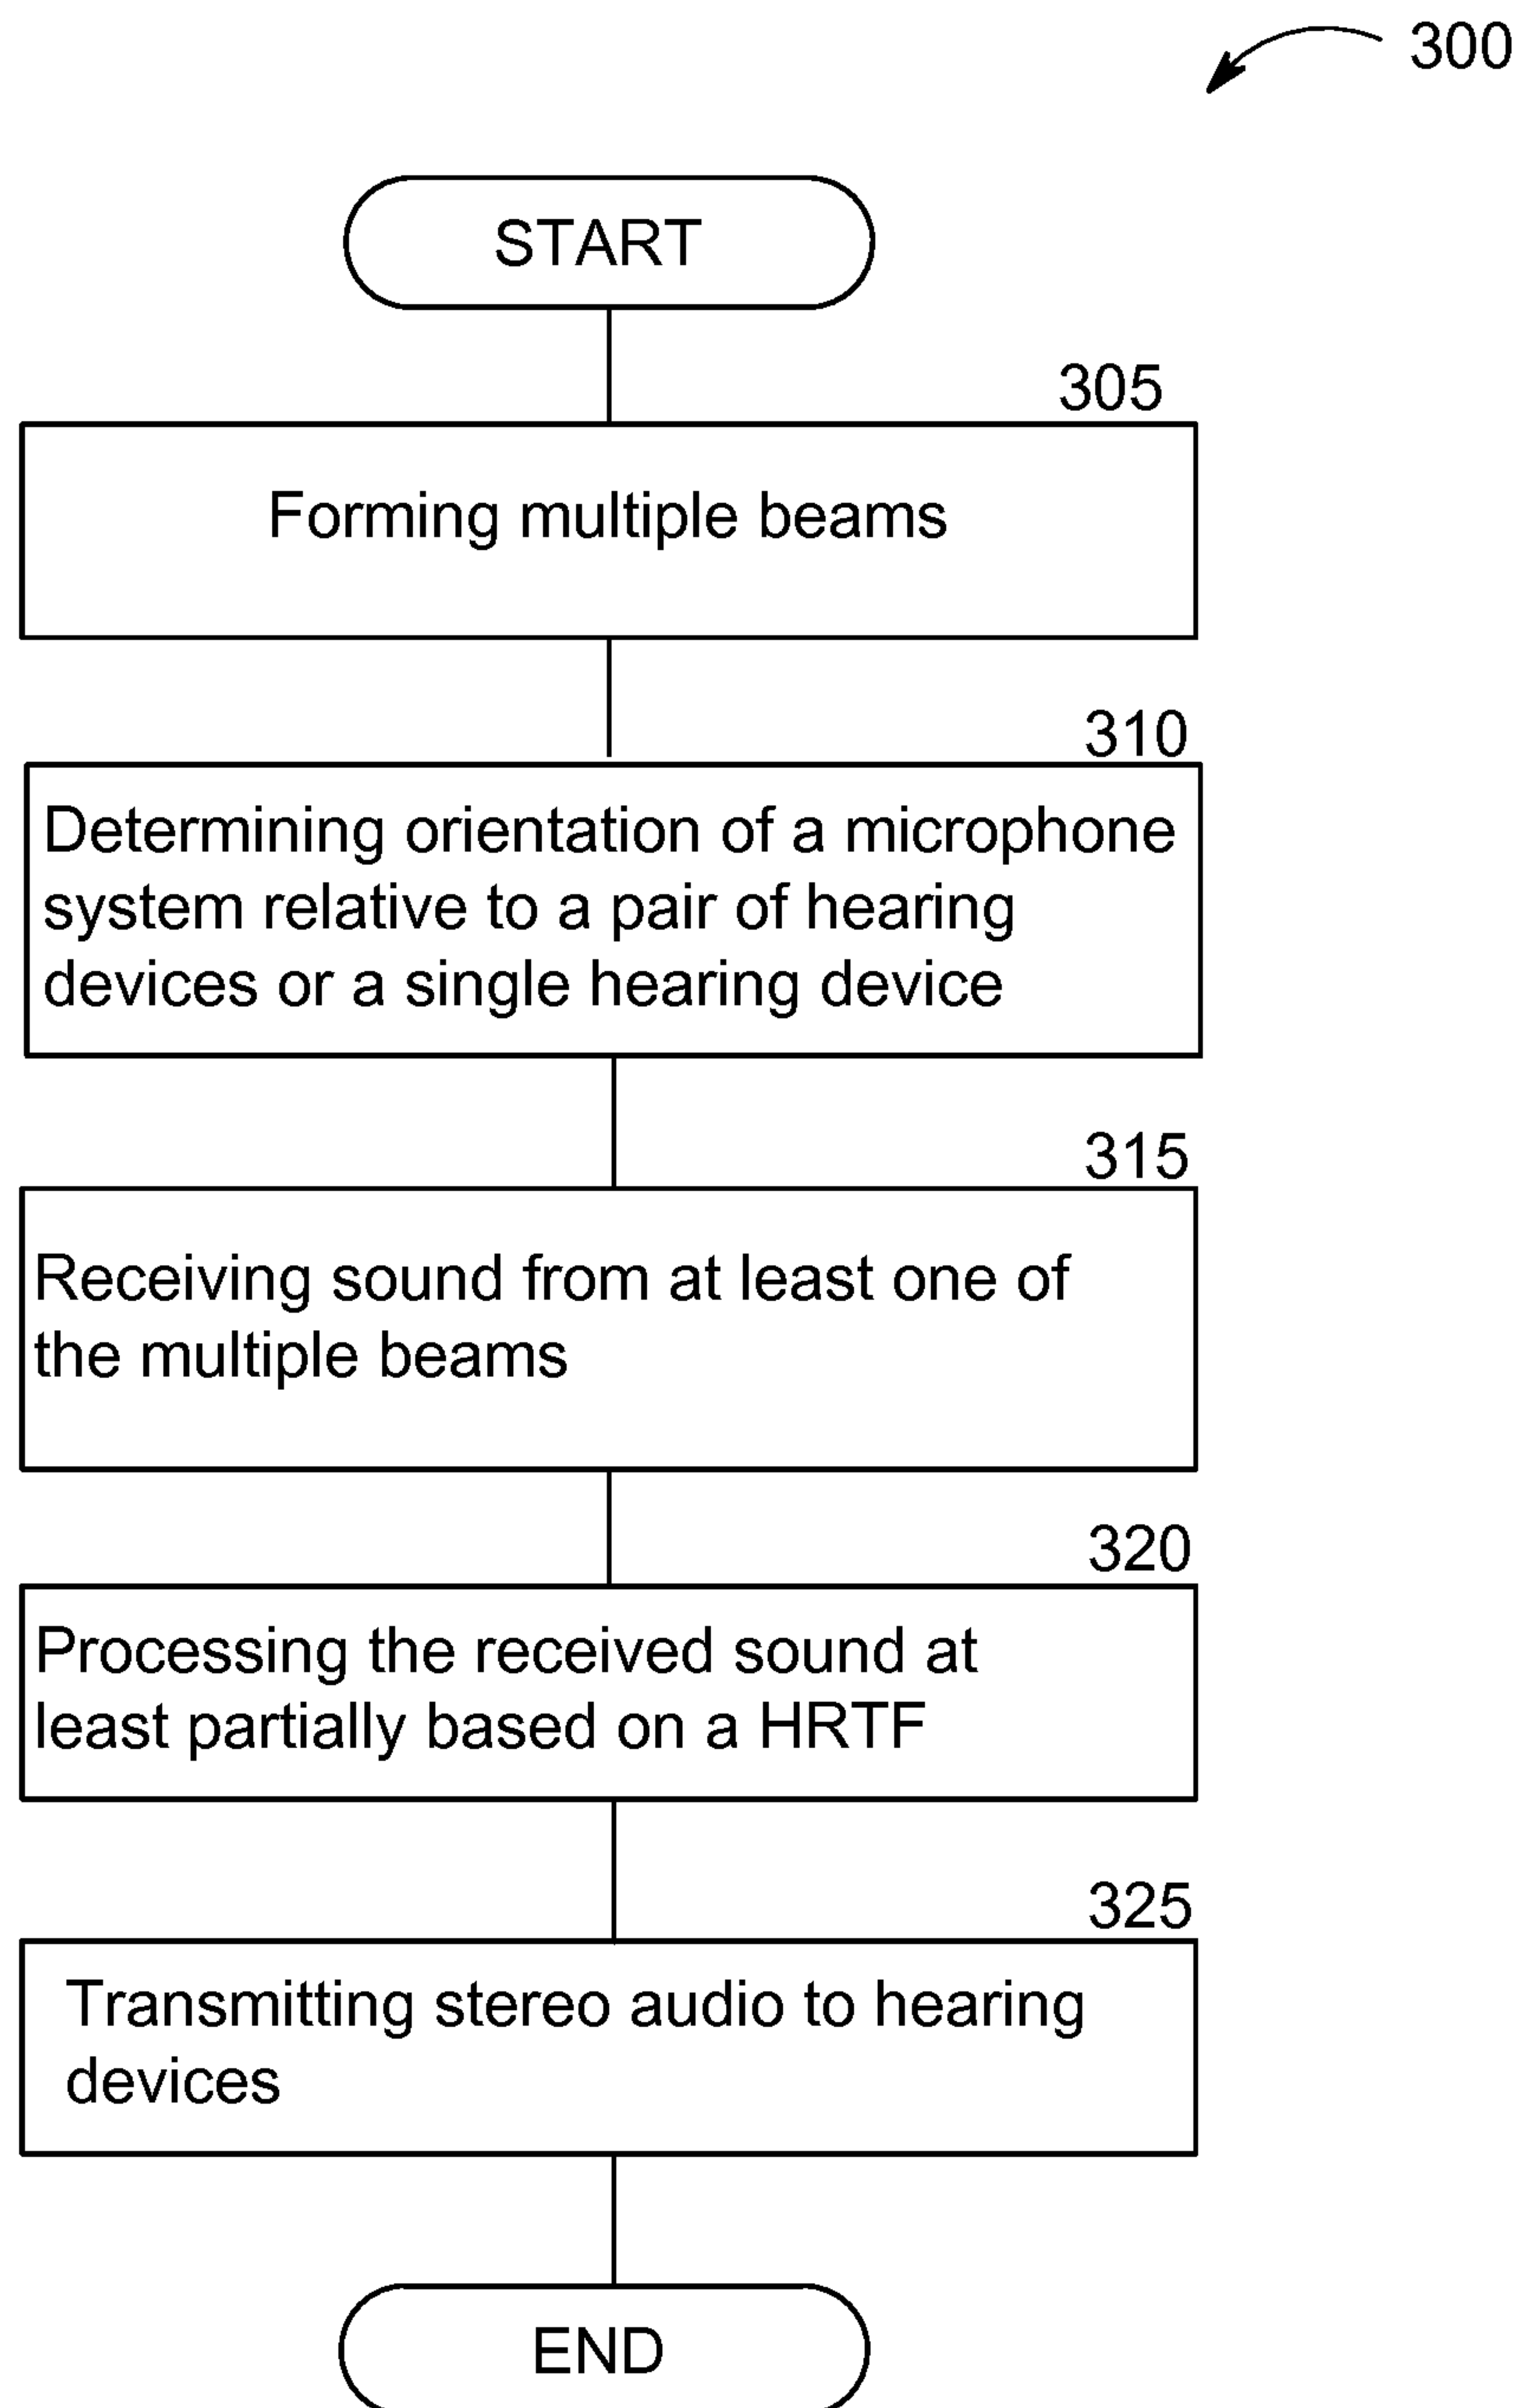 300
START
305
Forming multiple beams
310
Determining orientation of a microphone
system relative to a pair of hearing
devices or a single hearing device
315
Receiving sound from at least one of
the multiple beams
320
Processing the received sound at
least partially based on a HRTF
325
Transmitting stereo audio to hearing
devices
END